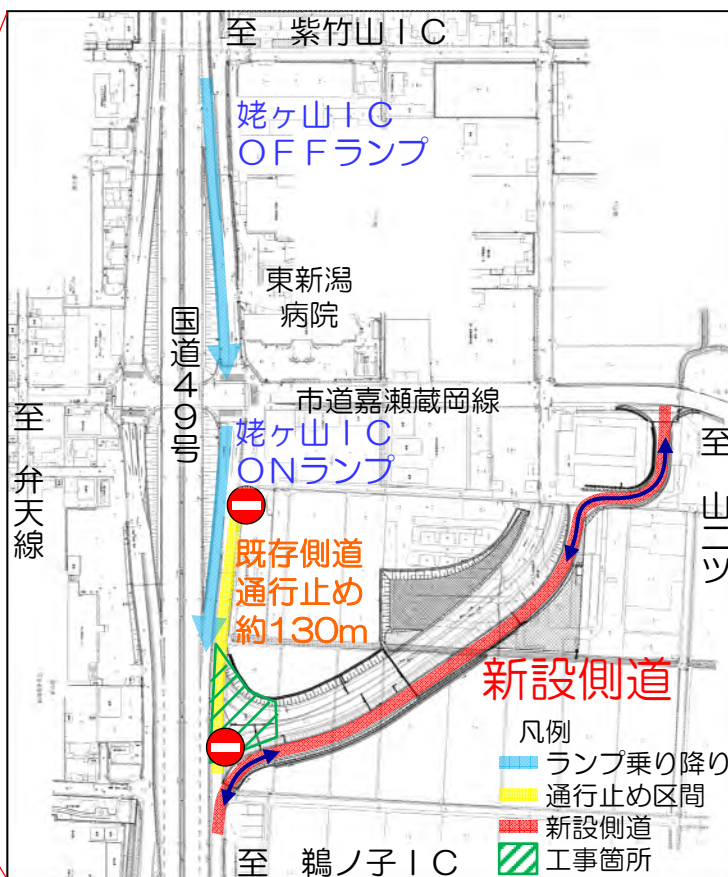 至 紫竹山IC
姥ヶ山IC
OFFランプ
東新潟
病院
国道49号
市道嘉瀬蔵岡線
至 弁天線
姥ヶ山IC
ONランプ
至 山二ツ
既存側道
通行止め
約130m
新設側道
凡例
ランプ乗り降り
通行止め区間
新設側道
工事箇所
至 鵜ノ子IC